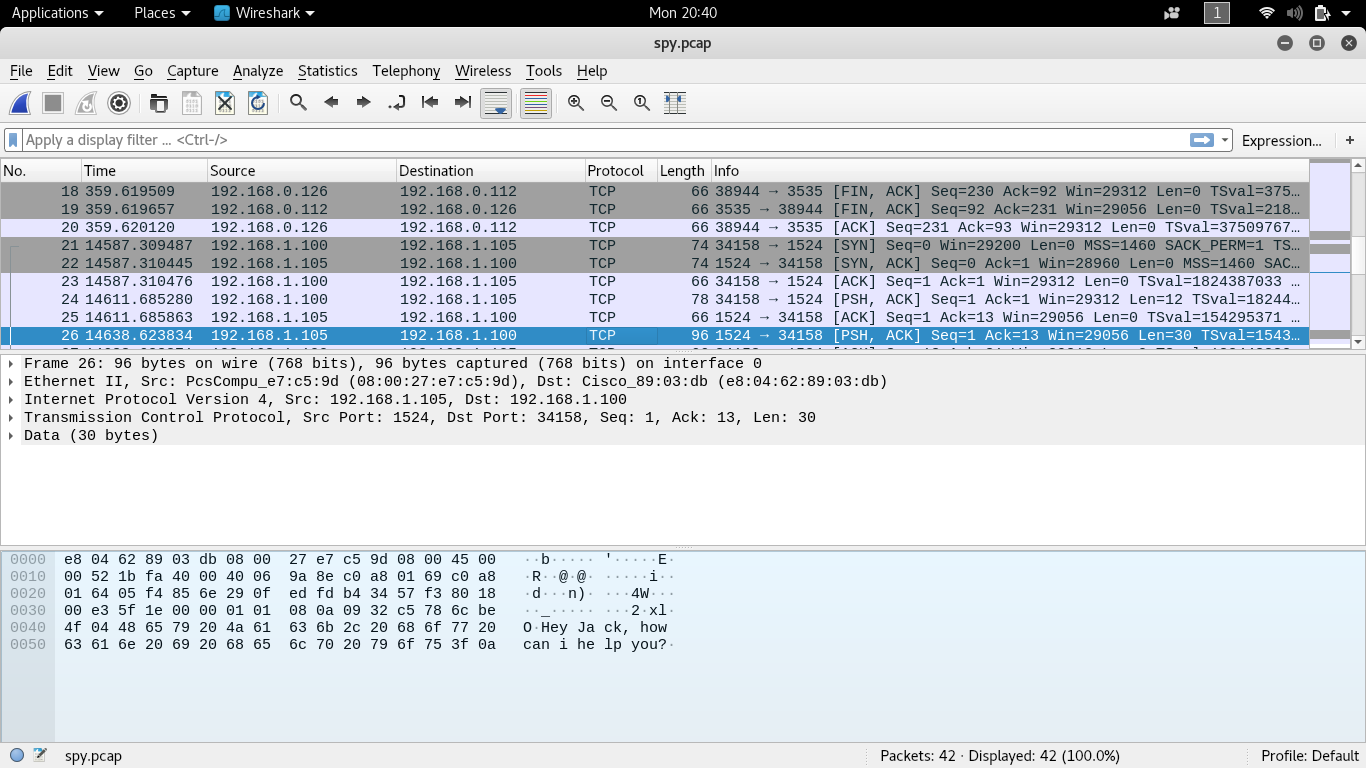 Applications Places Wireshark Mon 20:40 1
spy.pcap
File Edit View Go Capture Analyze Statistics Telephony Wireless Tools Help
Apply a display filter ... <Ctrl-/> Expression... +
No. Time Source Destination Protocol Length Info
18 359.619509 192.168.0.126 192.168.0.112 TCP 66 38944 → 3535 [FIN, ACK] Seq=230 Ack=92 Win=29312 Len=0 TSval=375…
19 359.619657 192.168.0.112 192.168.0.126 TCP 66 3535 → 38944 [FIN, ACK] Seq=92 Ack=231 Win=29056 Len=0 TSval=218…
20 359.620120 192.168.0.126 192.168.0.112 TCP 66 38944 → 3535 [ACK] Seq=231 Ack=93 Win=29312 Len=0 TSval=37509767…
21 14587.309487 192.168.1.100 192.168.1.105 TCP 74 34158 → 1524 [SYN] Seq=0 Win=29200 Len=0 MSS=1460 SACK_PERM=1 TS…
22 14587.310445 192.168.1.105 192.168.1.100 TCP 74 1524 → 34158 [SYN, ACK] Seq=0 Ack=1 Win=28960 Len=0 MSS=1460 SAC…
23 14587.310476 192.168.1.100 192.168.1.105 TCP 66 34158 → 1524 [ACK] Seq=1 Ack=1 Win=29312 Len=0 TSval=1824387033 …
24 14611.685280 192.168.1.100 192.168.1.105 TCP 78 34158 → 1524 [PSH, ACK] Seq=1 Ack=1 Win=29312 Len=12 TSval=18244…
25 14611.685863 192.168.1.105 192.168.1.100 TCP 66 1524 → 34158 [ACK] Seq=1 Ack=13 Win=29056 Len=0 TSval=154295371 …
26 14638.623834 192.168.1.105 192.168.1.100 TCP 96 1524 → 34158 [PSH, ACK] Seq=1 Ack=13 Win=29056 Len=30 TSval=1543…
Frame 26: 96 bytes on wire (768 bits), 96 bytes captured (768 bits) on interface 0
Ethernet II, Src: PcsCompu_e7:c5:9d (08:00:27:e7:c5:9d), Dst: Cisco_89:03:db (e8:04:62:89:03:db)
Internet Protocol Version 4, Src: 192.168.1.105, Dst: 192.168.1.100
Transmission Control Protocol, Src Port: 1524, Dst Port: 34158, Seq: 1, Ack: 13, Len: 30
Data (30 bytes)
0000 e8 04 62 89 03 db 08 00 27 e7 c5 9d 08 00 45 00 ··b····· '·····E·
0010 00 52 1b fa 40 00 40 06 9a 8e c0 a8 01 69 c0 a8 ·R··@·@· ·····i··
0020 01 64 05 f4 85 6e 29 0f ed fd b4 34 57 f3 80 18 ·d···n)· ···4W···
0030 00 e3 5f 1e 00 00 01 01 08 0a 09 32 c5 78 6c be ··_····· ···2·xl·
0040 4f 04 48 65 79 20 4a 61 63 6b 2c 20 68 6f 77 20 O·Hey Ja ck, how
0050 63 61 6e 20 69 20 68 65 6c 70 20 79 6f 75 3f 0a can i he lp you?·
spy.pcap Packets: 42 · Displayed: 42 (100.0%) Profile: Default